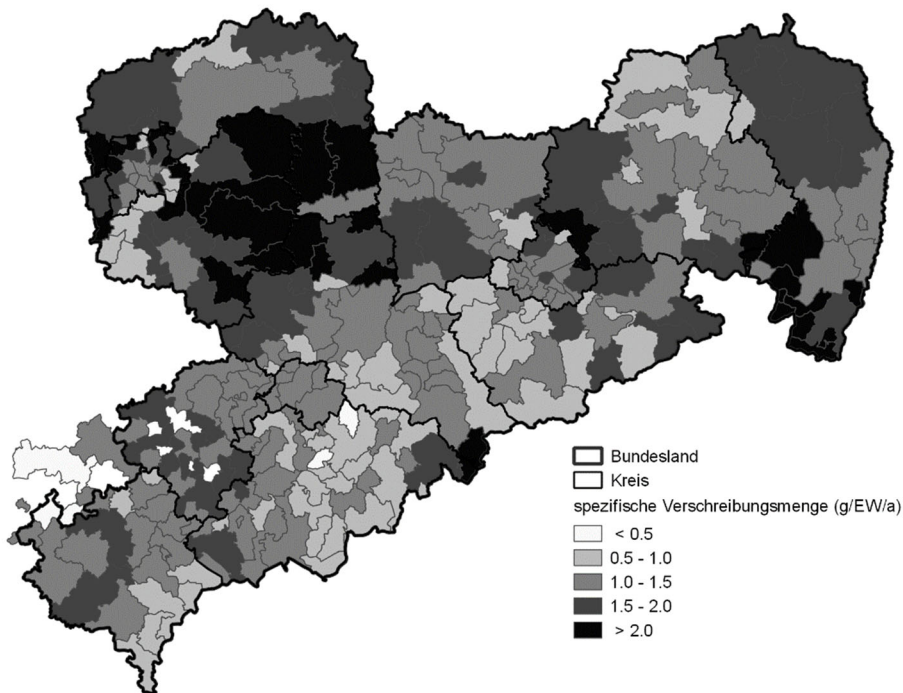 Bundesland
Kreis
spezifische Verschreibungsmenge (g/EW/a)
< 0.5
0.5 - 1.0
1.0 - 1.5
1.5 - 2.0
> 2.0